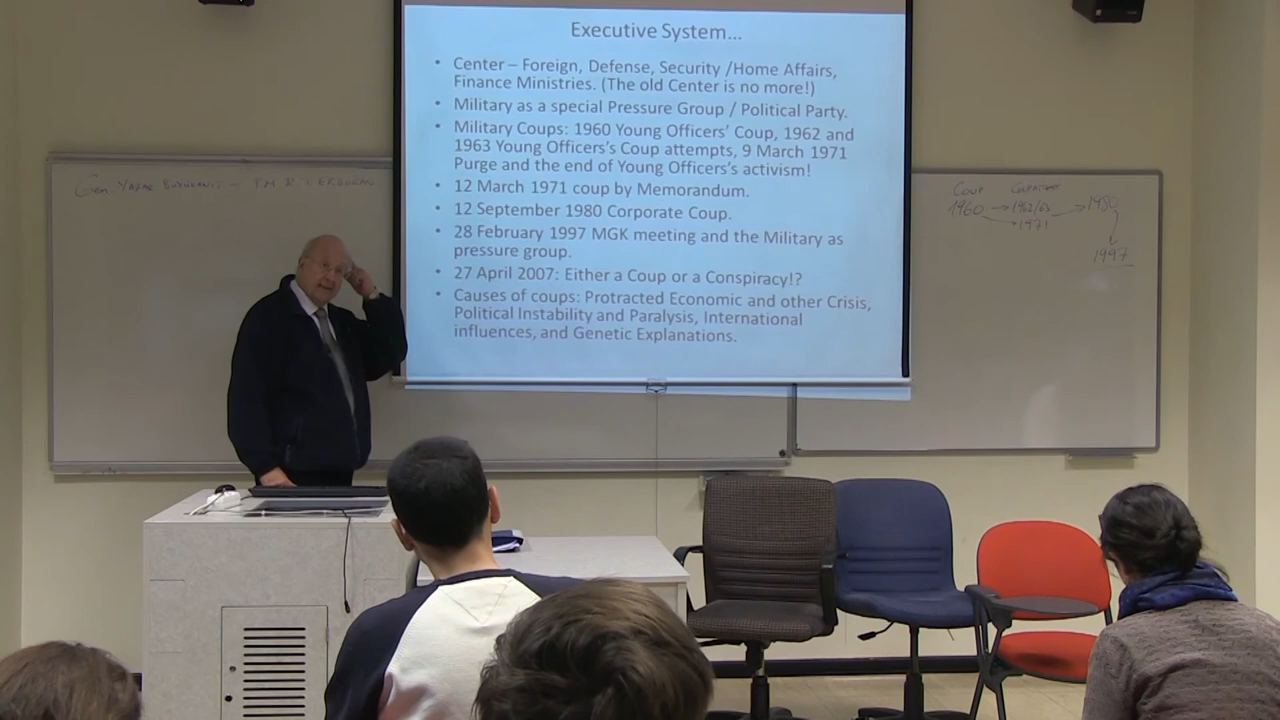 Executive System...
• Center – Foreign, Defense, Security /Home Affairs,
Finance Ministries. (The old Center is no more!)
• Military as a special Pressure Group / Political Party.
• Military Coups: 1960 Young Officers' Coup, 1962 and
1963 Young Officers's Coup attempts, 9 March 1971
Purge and the end of Young Officers's activism!
• 12 March 1971 coup by Memorandum.
• 12 September 1980 Corporate Coup.
• 28 February 1997 MGK meeting and the Military as
pressure group.
• 27 April 2007: Either a Coup or a Conspiracy!?
• Causes of coups: Protracted Economic and other Crisis,
Political Instability and Paralysis, International
influences, and Genetic Explanations.
Gen YAŞAR
Coup
1960 → 1962/63 → 1980
1971
1997